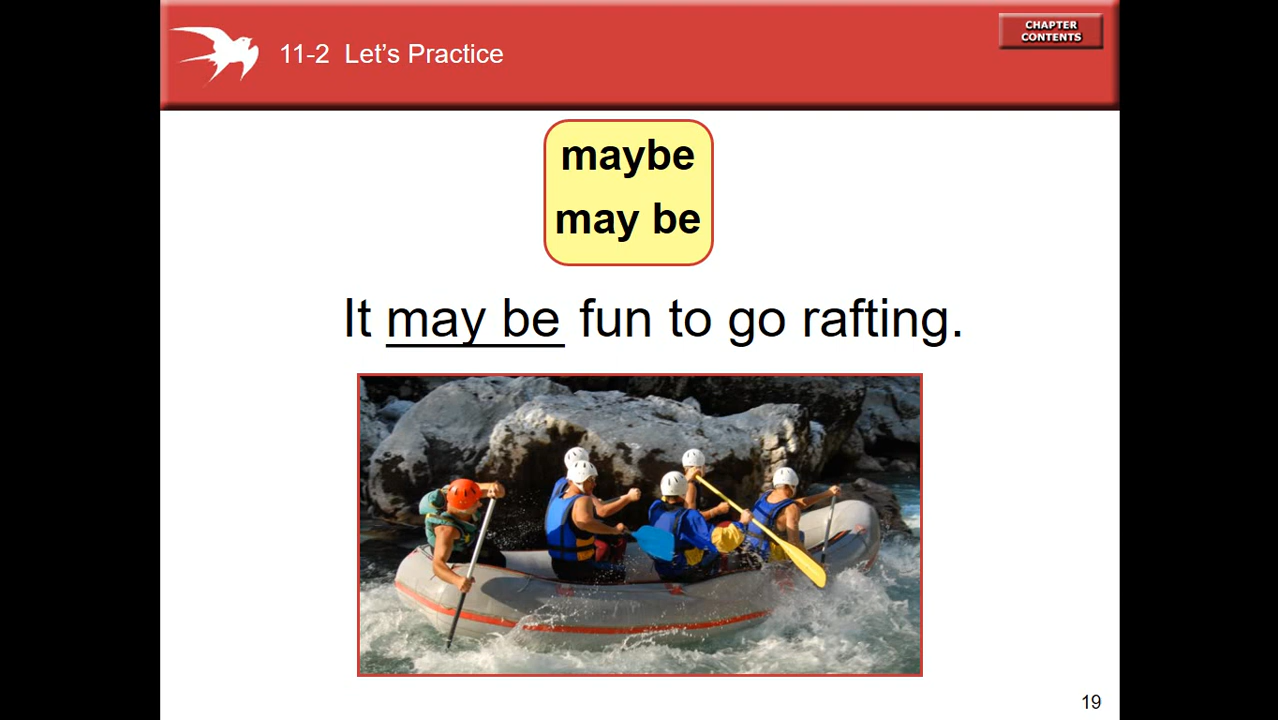 11-2 Let’s Practice
CHAPTER
CONTENTS
maybe
may be
It may be fun to go rafting.
19